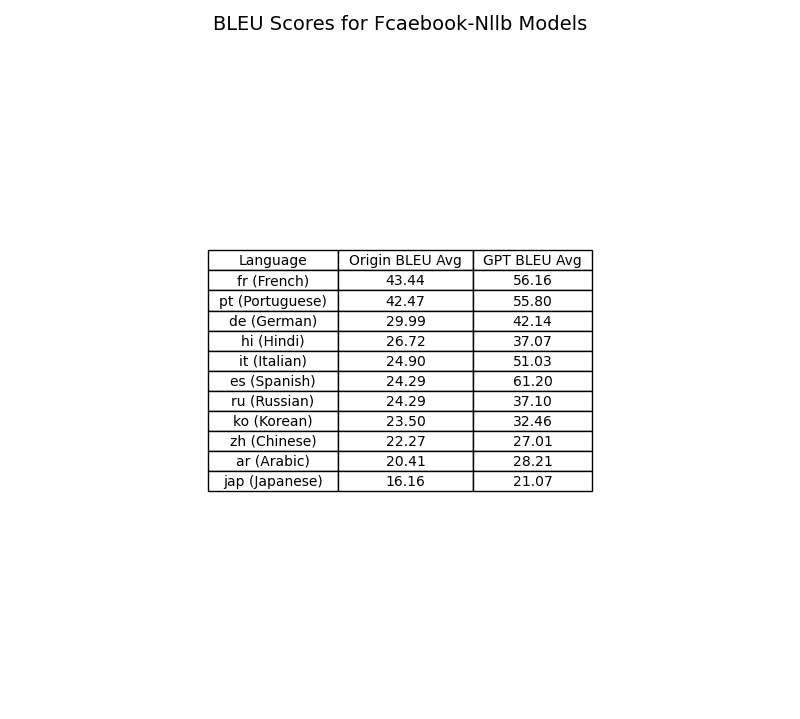 BLEU Scores for Fcaebook-Nllb Models
Language Origin BLEU Avg GPT BLEU Avg
fr (French) 43.44 56.16
pt (Portuguese) 42.47 55.80
de (German) 29.99 42.14
hi (Hindi) 26.72 37.07
it (Italian) 24.90 51.03
es (Spanish) 24.29 61.20
ru (Russian) 24.29 37.10
ko (Korean) 23.50 32.46
zh (Chinese) 22.27 27.01
ar (Arabic) 20.41 28.21
jap (Japanese) 16.16 21.07